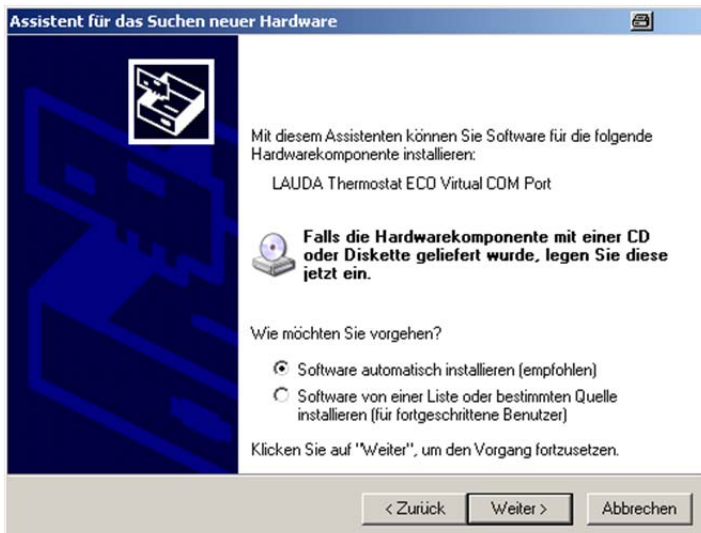 Assistent für das Suchen neuer Hardware
Mit diesem Assistenten können Sie Software für die folgende
Hardwarekomponente installieren:
LAUDA Thermostat ECO Virtual COM Port
Falls die Hardwarekomponente mit einer CD
oder Diskette geliefert wurde, legen Sie diese
jetzt ein.
Wie möchten Sie vorgehen?
Software automatisch installieren (empfohlen)
Software von einer Liste oder bestimmten Quelle
installieren (für fortgeschrittene Benutzer)
Klicken Sie auf "Weiter", um den Vorgang fortzusetzen.
< Zurück Weiter > Abbrechen